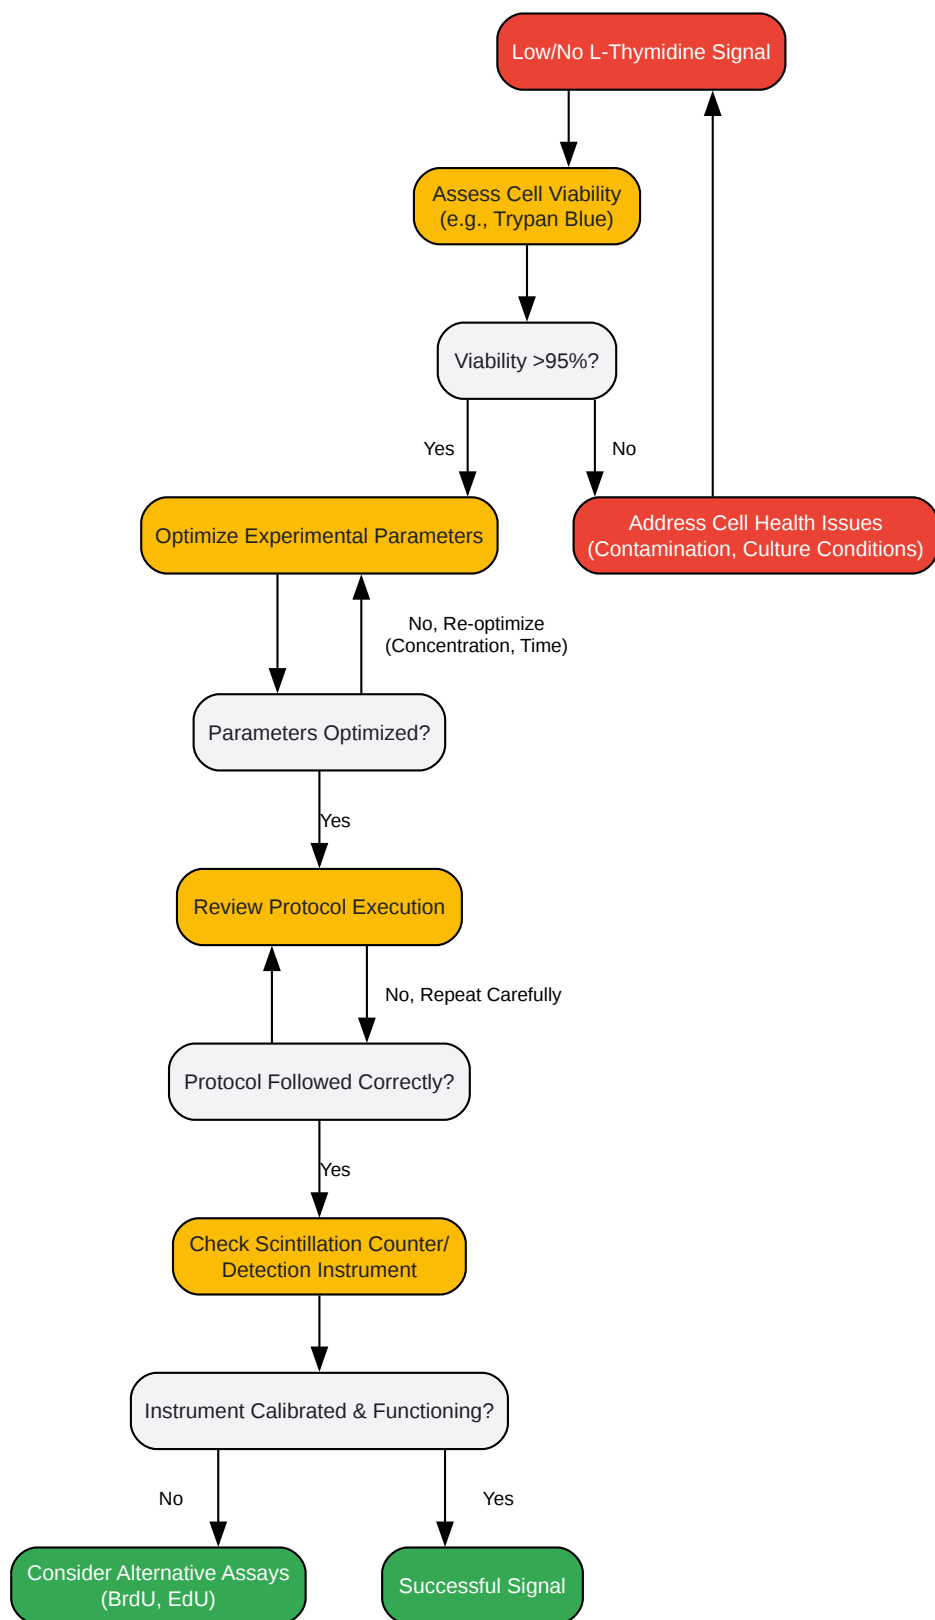 Low/No L-Thymidine Signal
Assess Cell Viability
(e.g., Trypan Blue)
Viability >95%?
Yes
No
Optimize Experimental Parameters
Address Cell Health Issues
(Contamination, Culture Conditions)
No, Re-optimize
(Concentration, Time)
Parameters Optimized?
Yes
Review Protocol Execution
No, Repeat Carefully
Protocol Followed Correctly?
Yes
Check Scintillation Counter/
Detection Instrument
Instrument Calibrated & Functioning?
No
Yes
Consider Alternative Assays
(BrdU, EdU)
Successful Signal